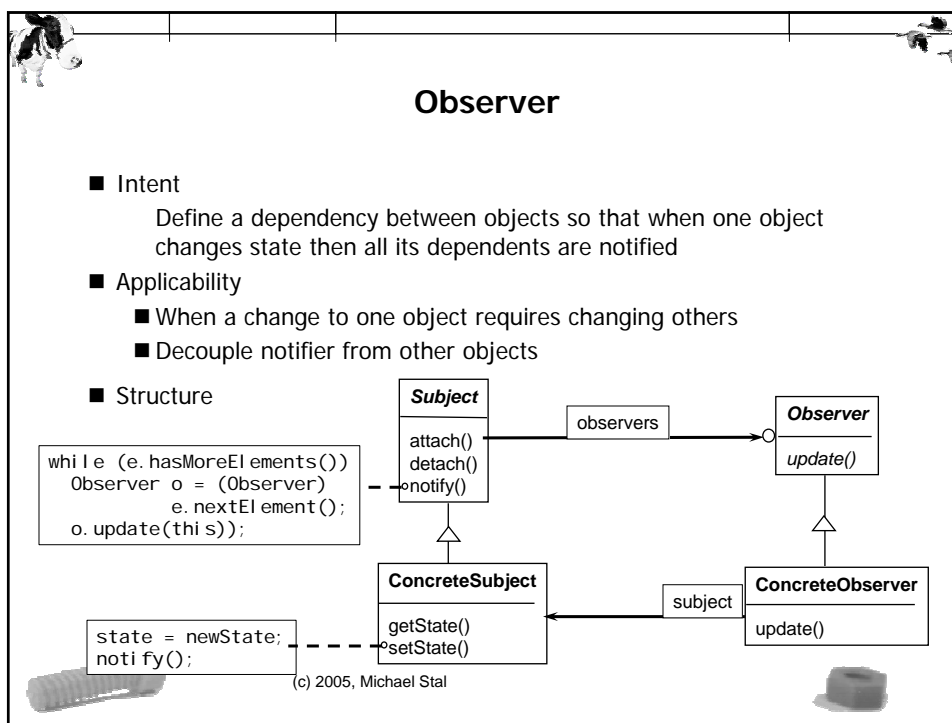 Observer
■ Intent
Define a dependency between objects so that when one object
changes state then all its dependents are notified
■ Applicability
■ When a change to one object requires changing others
■ Decouple notifier from other objects
■ Structure
Subject
attach()
detach()
notify()
observers
Observer
update()
while (e.hasMoreElements())
Observer o = (Observer)
e.nextElement();
o.update(this));
ConcreteSubject
getState()
setState()
subject
ConcreteObserver
update()
state = newState;
notify();
(c) 2005, Michael Stal